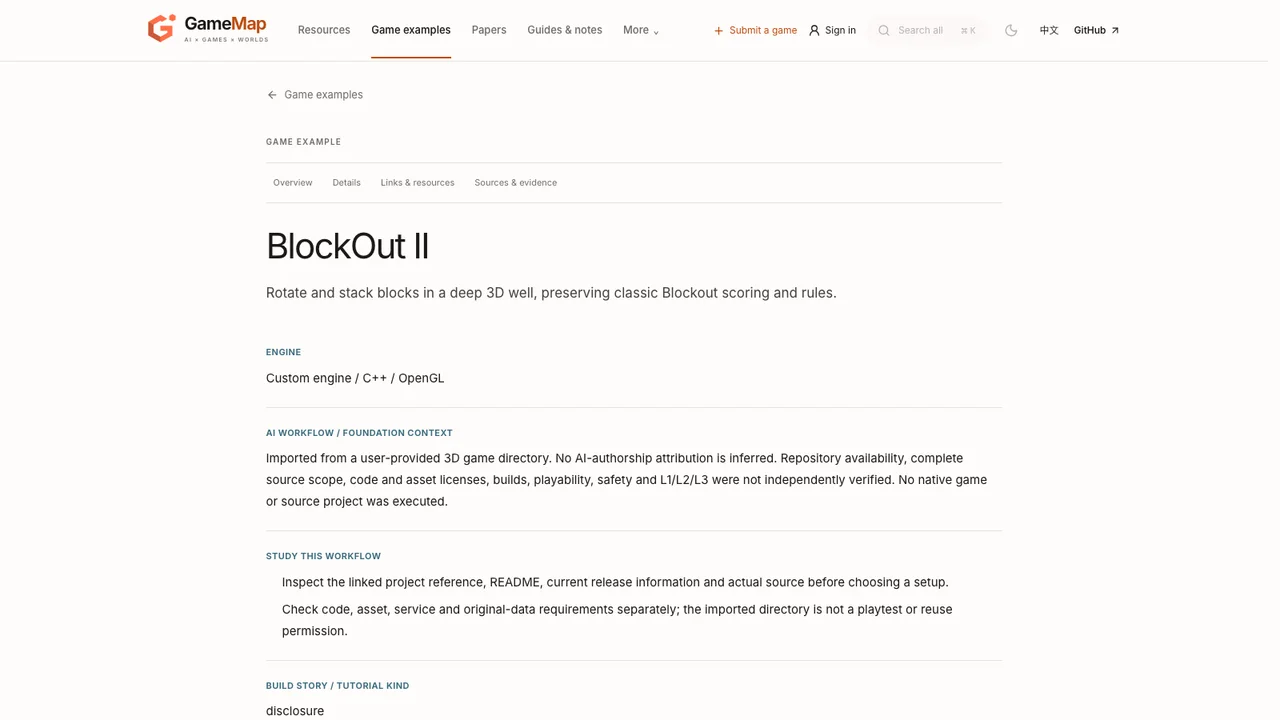 GameMap
AI × GAMES × WORLDS
Resources
Game examples
Papers
Guides & notes
More
+ Submit a game
Sign in
Search all
⌘ K
中文
GitHub ↗
← Game examples
GAME EXAMPLE
Overview
Details
Links & resources
Sources & evidence
BlockOut II
Rotate and stack blocks in a deep 3D well, preserving classic Blockout scoring and rules.
ENGINE
Custom engine / C++ / OpenGL
AI WORKFLOW / FOUNDATION CONTEXT
Imported from a user-provided 3D game directory. No AI-authorship attribution is inferred. Repository availability, complete
source scope, code and asset licenses, builds, playability, safety and L1/L2/L3 were not independently verified. No native game
or source project was executed.
STUDY THIS WORKFLOW
Inspect the linked project reference, README, current release information and actual source before choosing a setup.
Check code, asset, service and original-data requirements separately; the imported directory is not a playtest or reuse
permission.
BUILD STORY / TUTORIAL KIND
disclosure